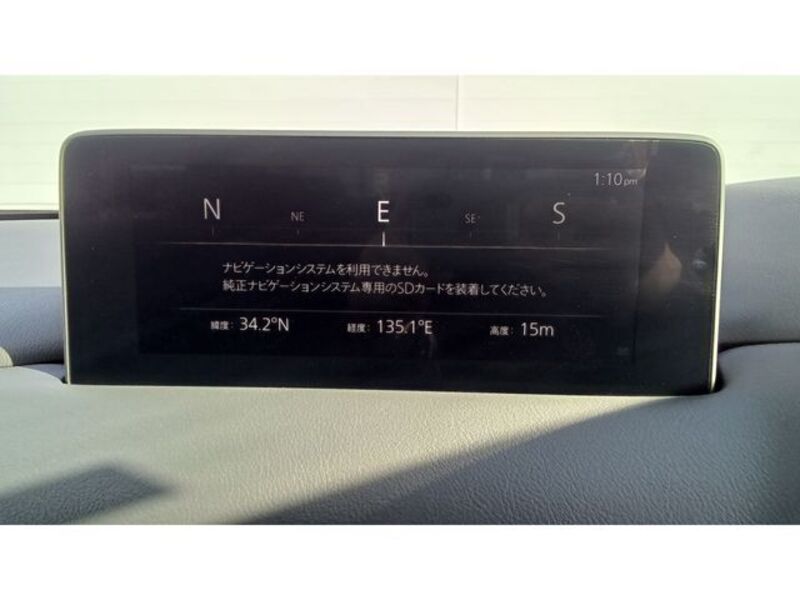 1:10pm
N NE E SE S
ナビゲーションシステムを利用できません。
純正ナビゲーションシステム専用のSDカードを装着してください。
緯度: 34.2°N 経度: 135.1°E 高度: 15m